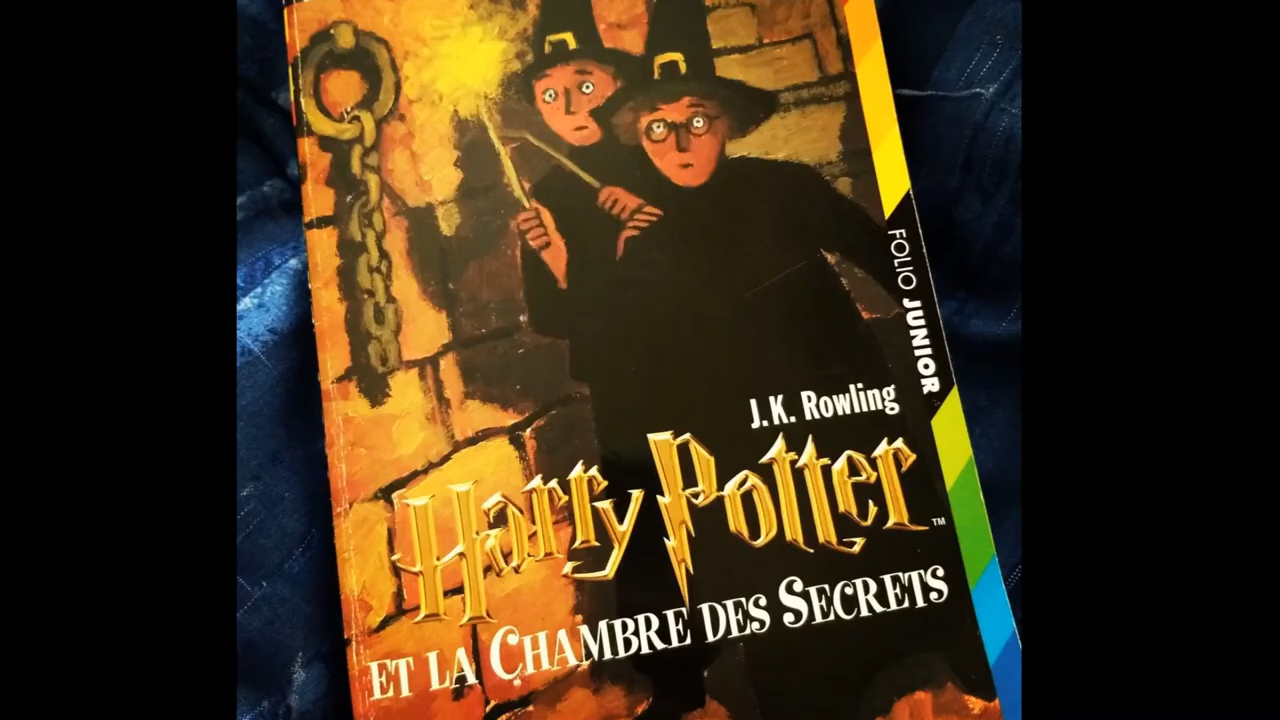 FOLIO JUNIOR
J.K. Rowling
Harry Potter™
ET LA CHAMBRE DES SECRETS